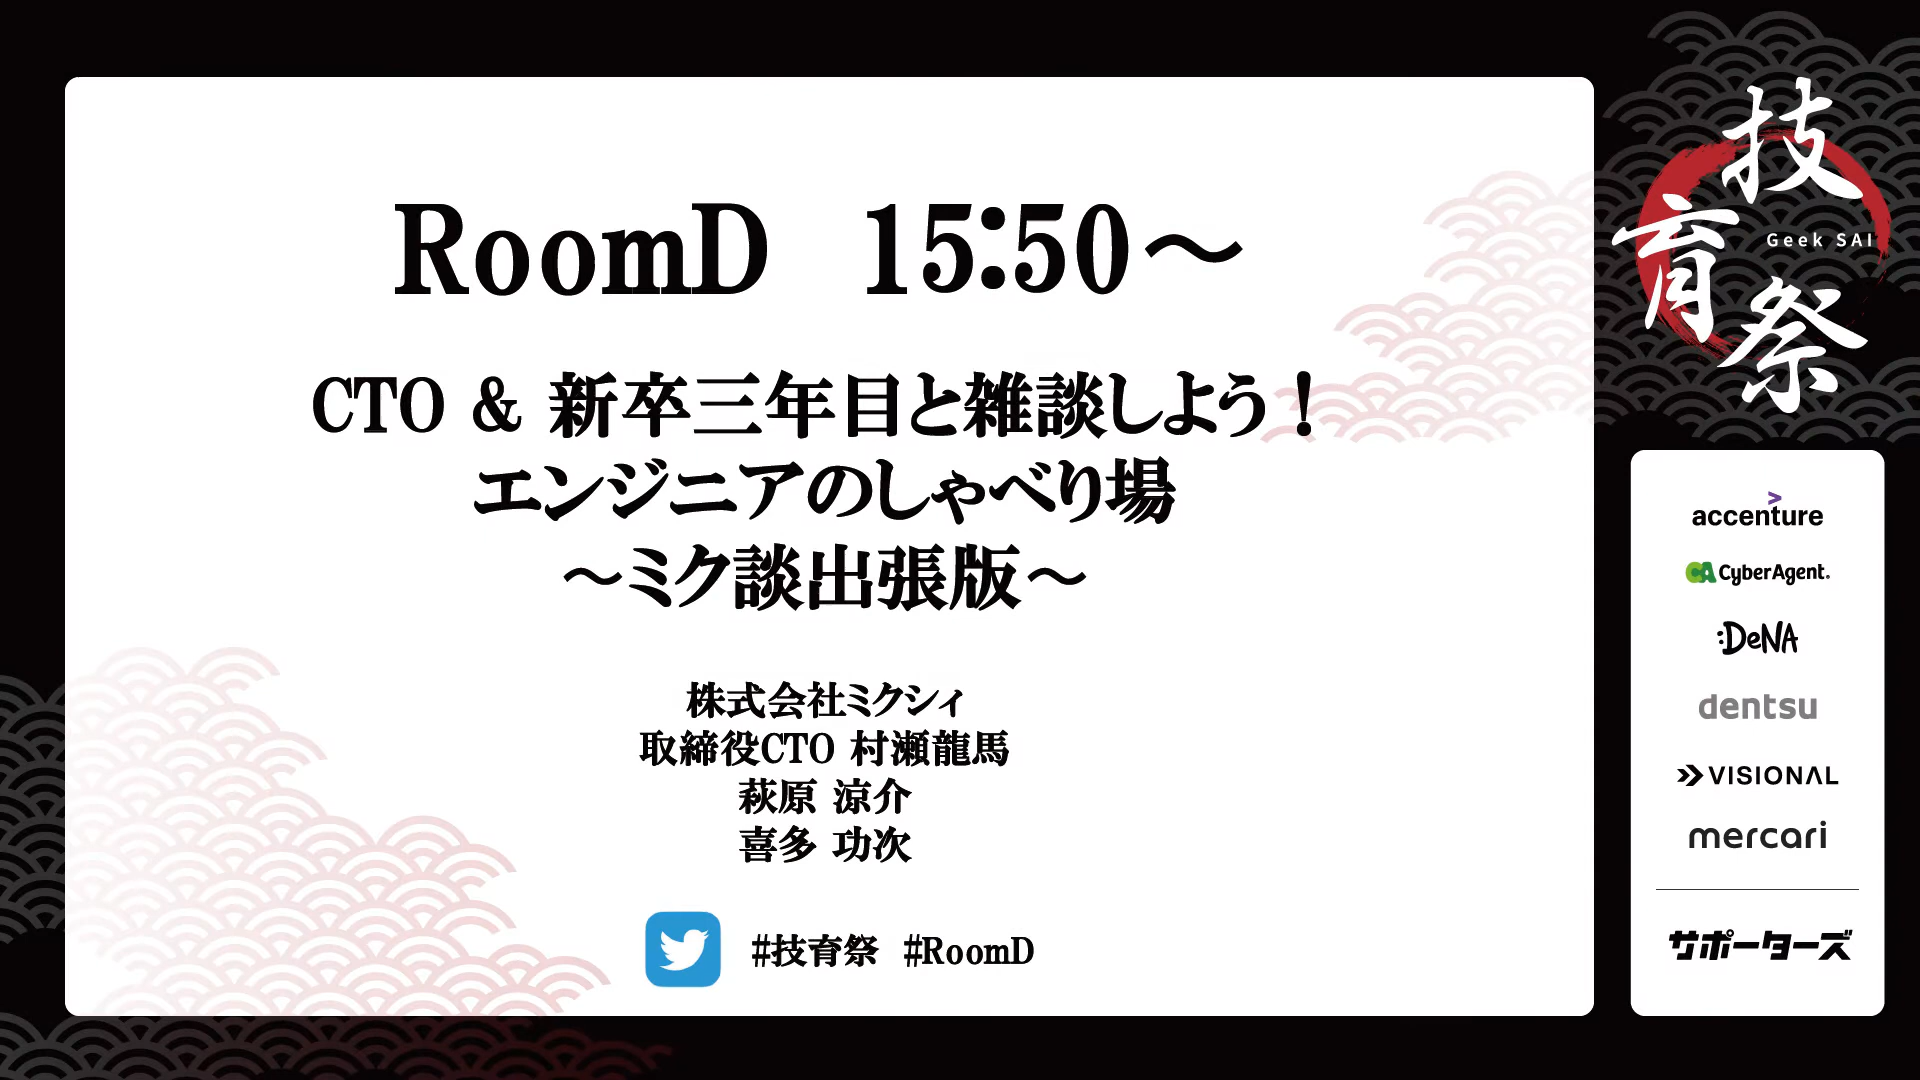 RoomD 15:50～
CTO & 新卒三年目と雑談しよう！
エンジニアのしゃべり場
～ミク談出張版～
株式会社ミクシィ
取締役CTO 村瀬龍馬
萩原 涼介
喜多 功次
#技育祭 #RoomD
技育祭
Geek SAI
accenture
CA CyberAgent.
:DeNA
dentsu
VISIONAL
mercari
サポーターズ